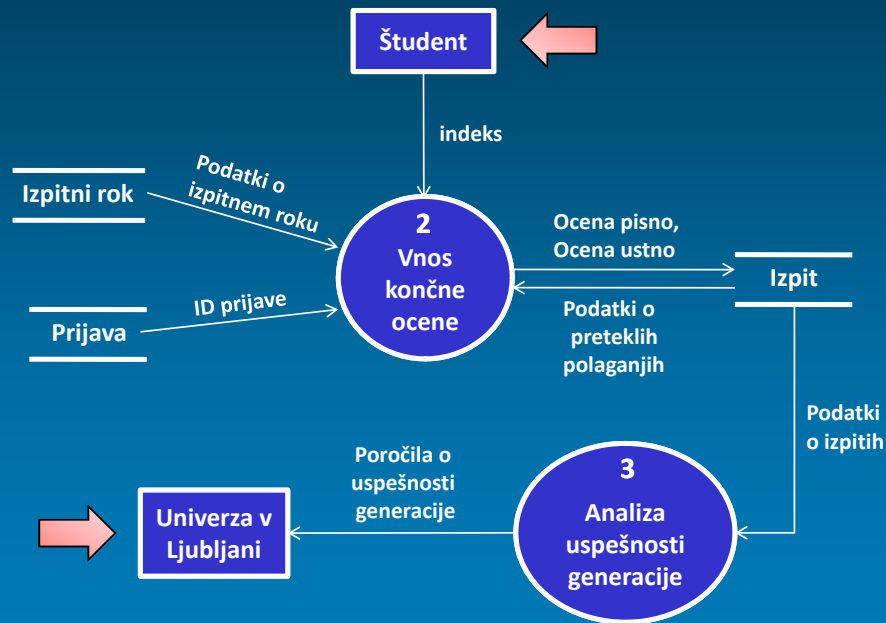 Študent
indeks
Izpitni rok
Podatki o
izpitnem roku
2
Vnos
končne
ocene
Ocena pisno,
Ocena ustno
Izpit
ID prijave
Prijava
Podatki o
preteklih
polaganjih
Podatki
o izpitih
Poročila o
uspešnosti
generacije
3
Analiza
uspešnosti
generacije
Univerza v
Ljubljani